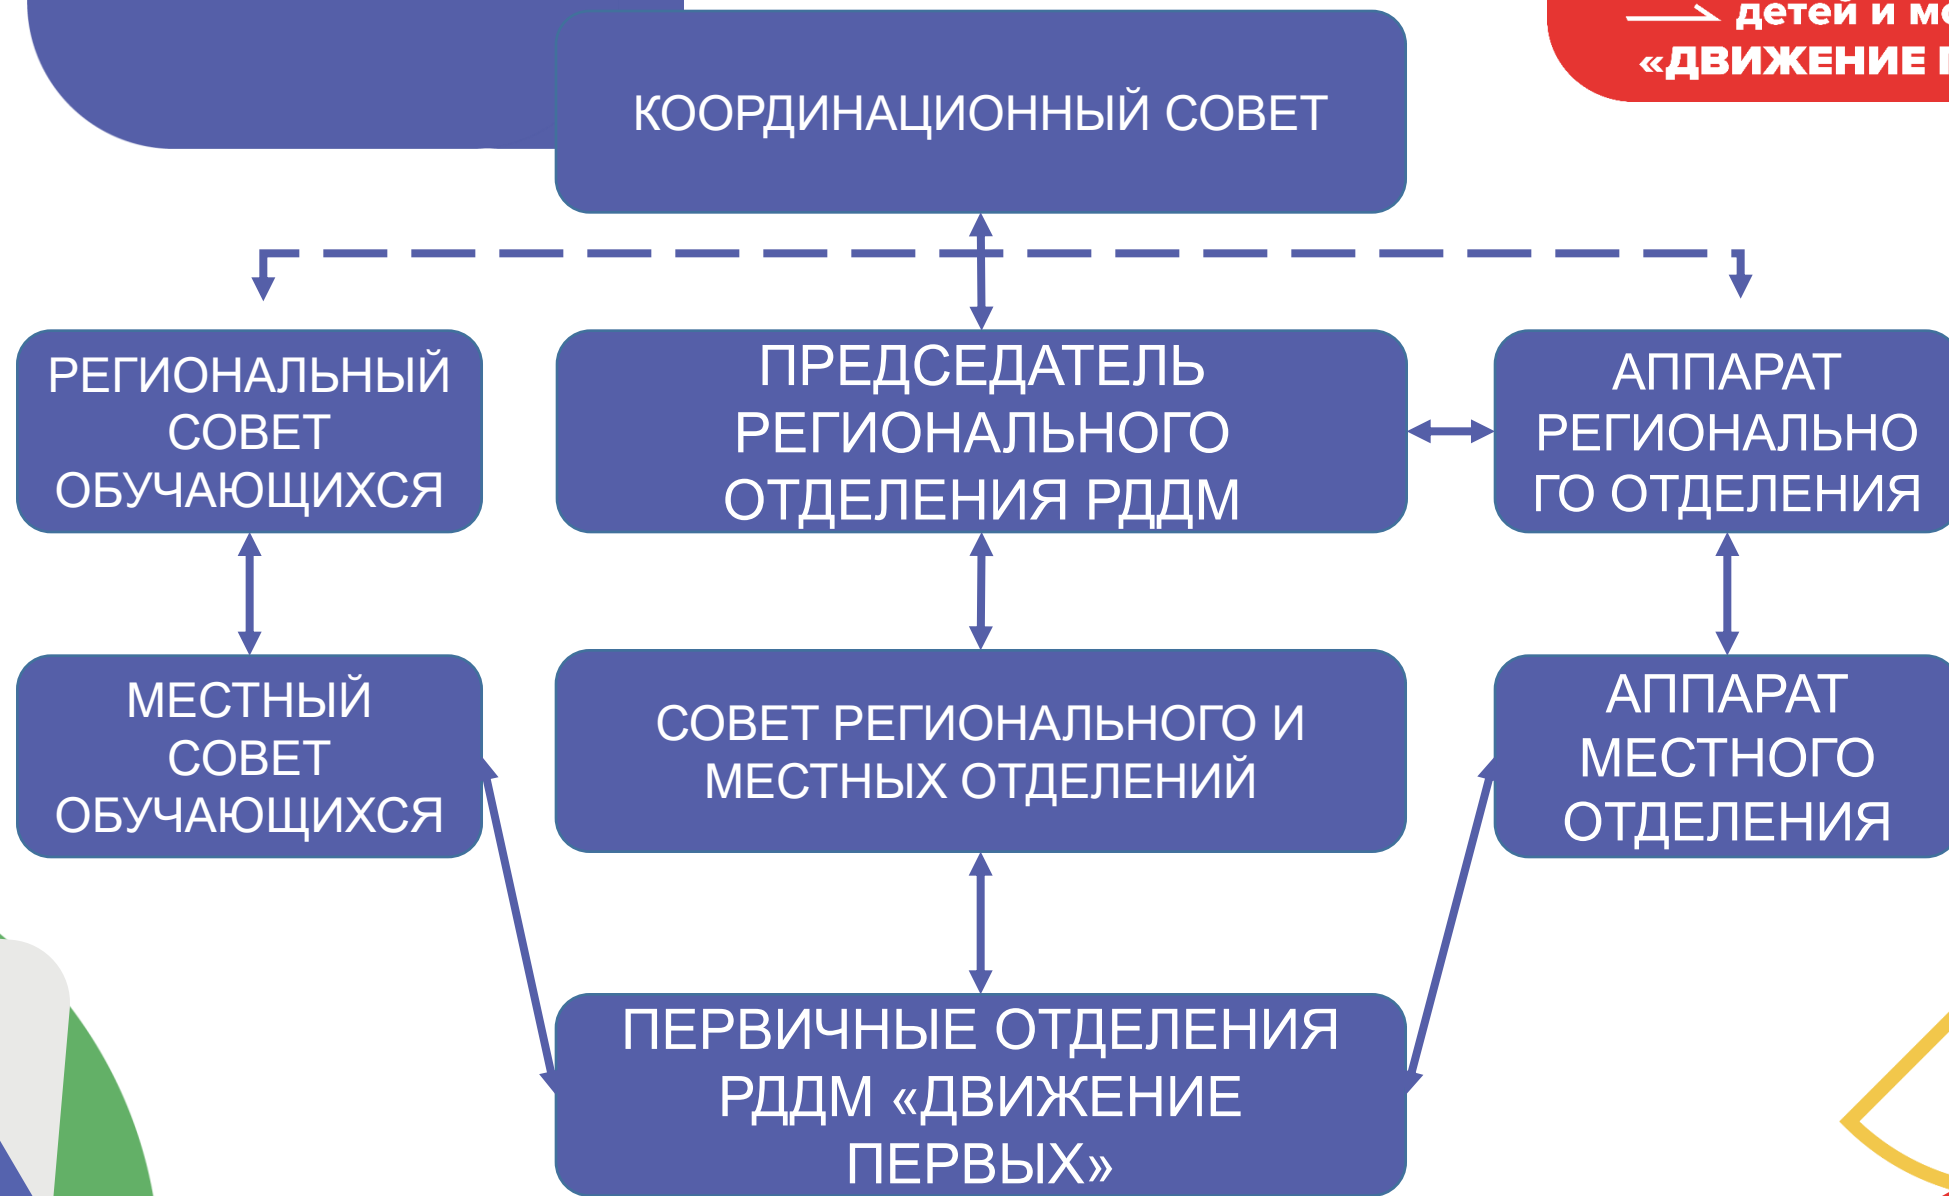 детей и
«ДВИЖЕНИЕ
КООРДИНАЦИОННЫЙ СОВЕТ
РЕГИОНАЛЬНЫЙ
СОВЕТ
ОБУЧАЮЩИХСЯ
ПРЕДСЕДАТЕЛЬ
РЕГИОНАЛЬНОГО
ОТДЕЛЕНИЯ РДДМ
АППАРАТ
РЕГИОНАЛЬНО
ГО ОТДЕЛЕНИЯ
МЕСТНЫЙ
СОВЕТ
ОБУЧАЮЩИХСЯ
СОВЕТ РЕГИОНАЛЬНОГО И
МЕСТНЫХ ОТДЕЛЕНИЙ
АППАРАТ
МЕСТНОГО
ОТДЕЛЕНИЯ
ПЕРВИЧНЫЕ ОТДЕЛЕНИЯ
РДДМ «ДВИЖЕНИЕ
ПЕРВЫХ»